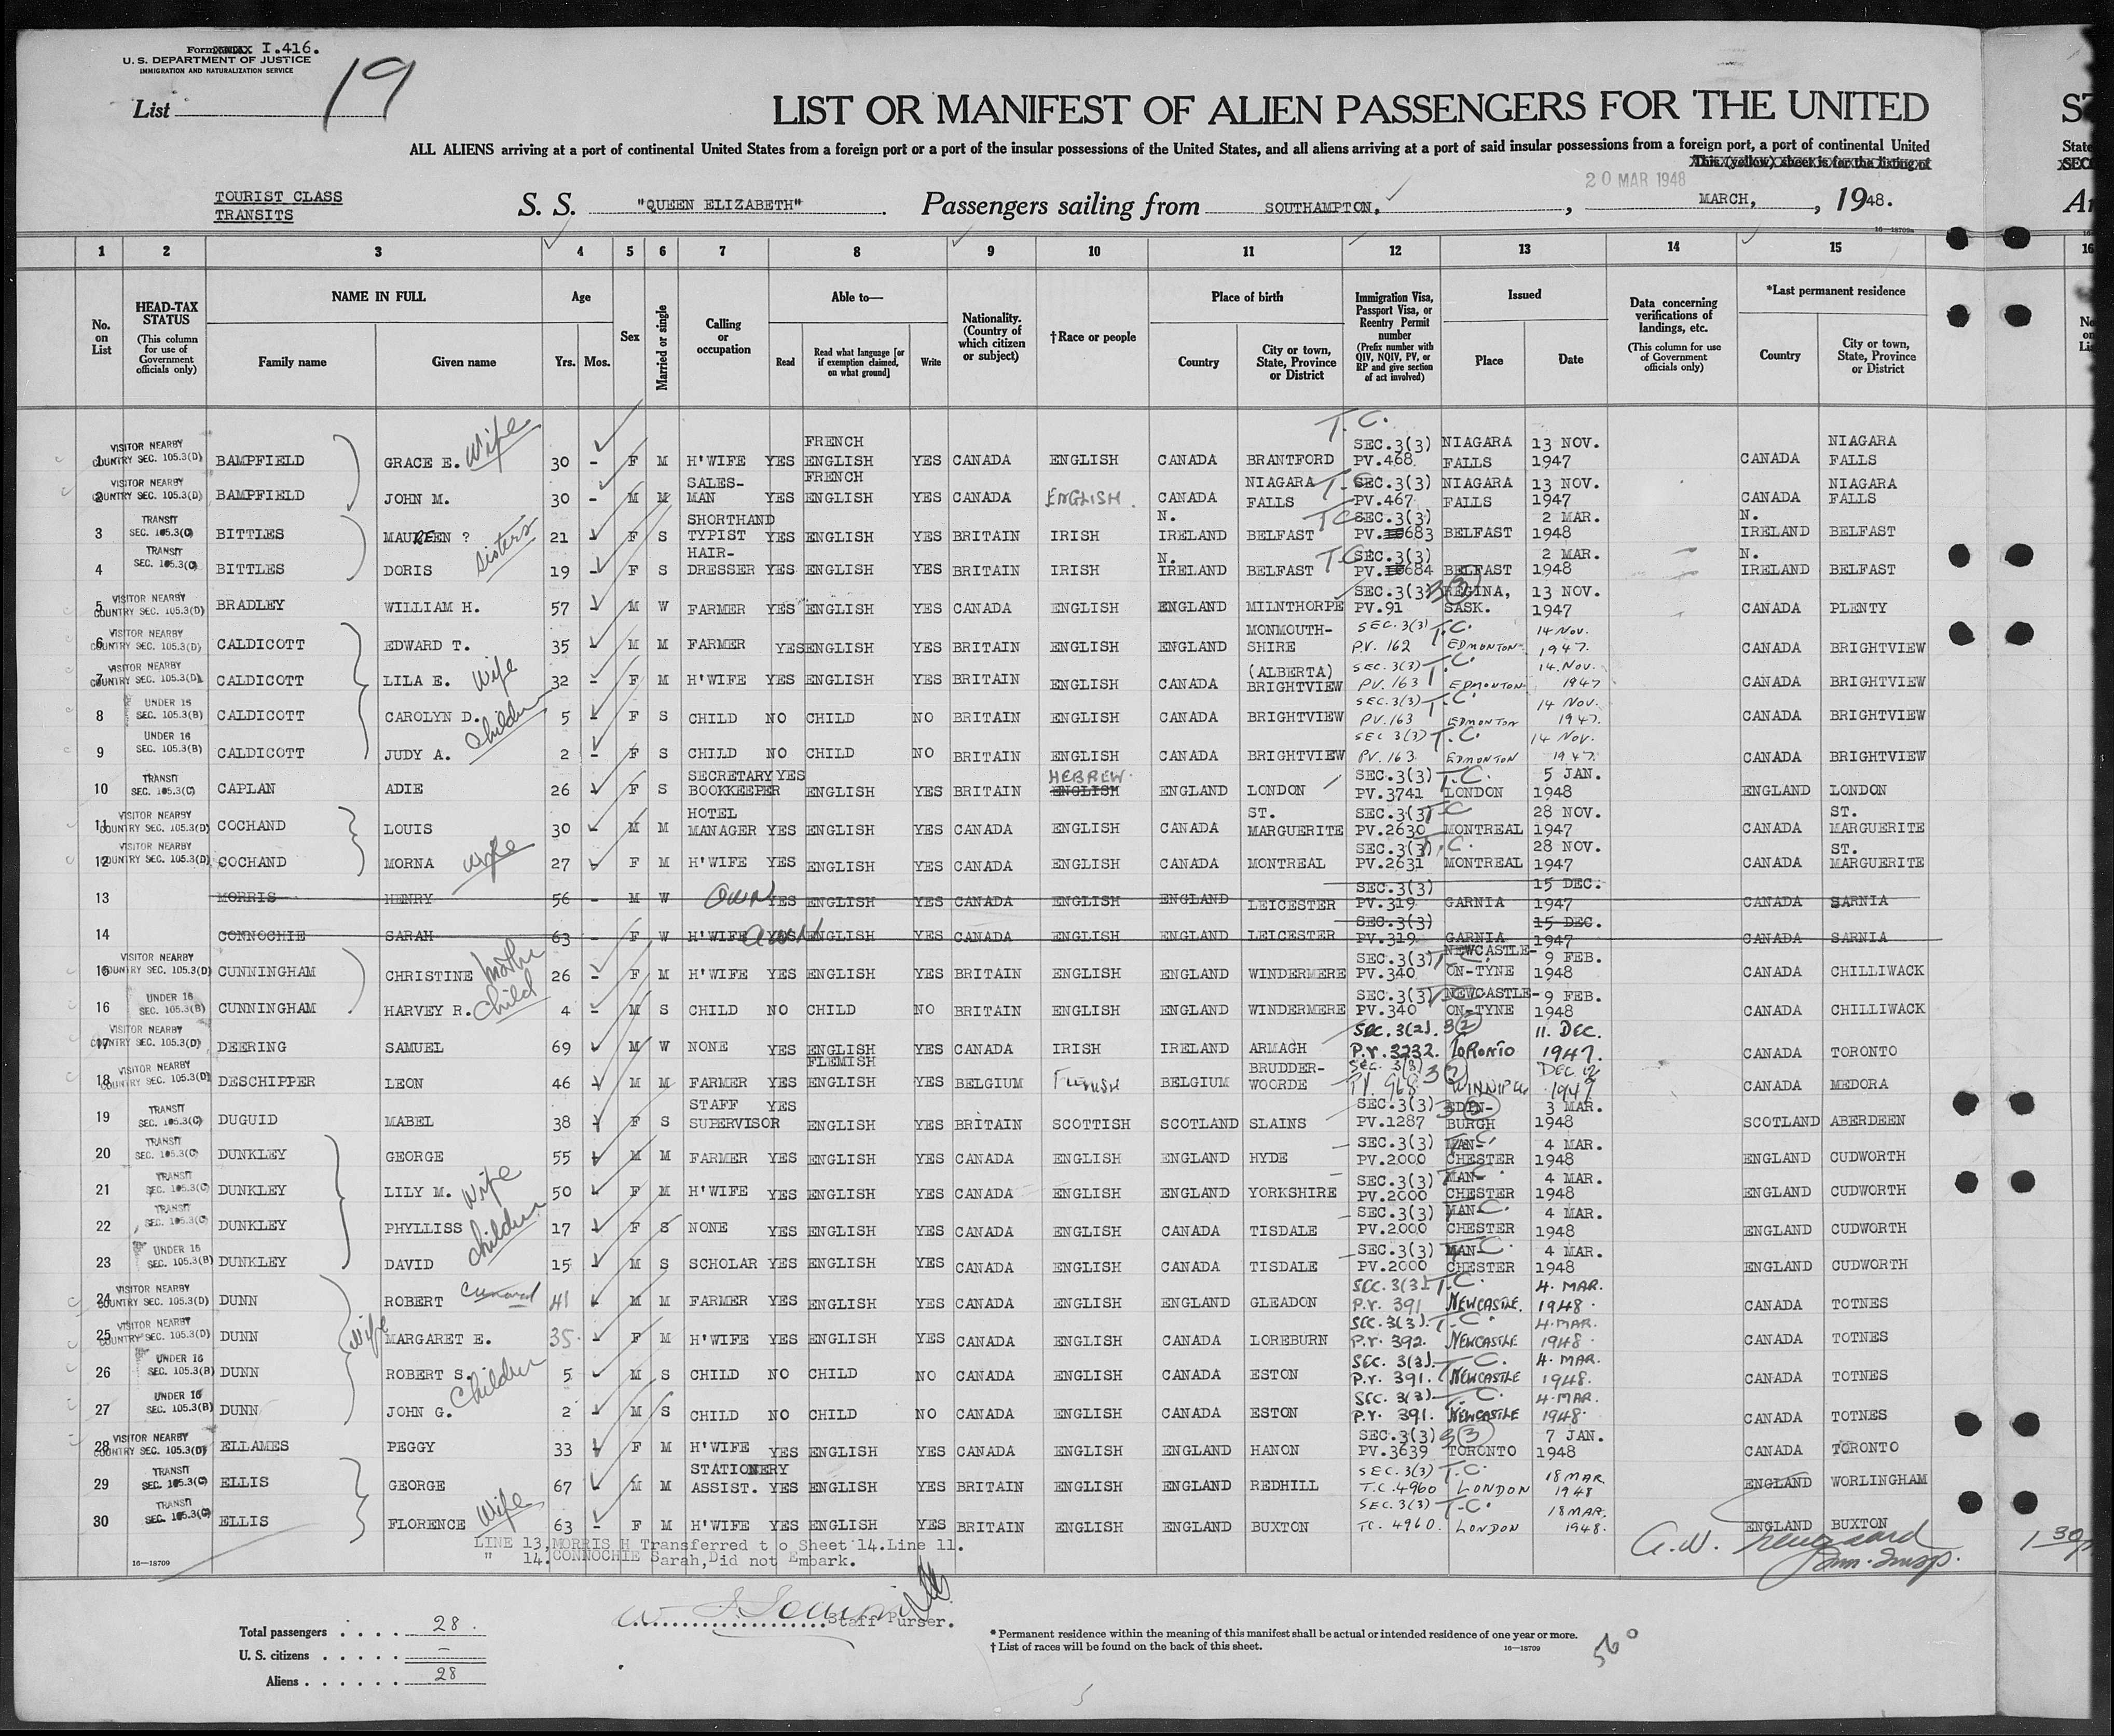 Form I.416.
U. S. DEPARTMENT OF JUSTICE
IMMIGRATION AND NATURALIZATION SERVICE
List 19
LIST OR MANIFEST OF ALIEN PASSENGERS FOR THE UNITED
ALL ALIENS arriving at a port of continental United States from a foreign port or a part of the insular possessions of the United States, and all aliens arriving at a port of said insular possessions from a foreign port, a part of continental United
State
This (yellow) sheet is for the listing of
20 MAR 1948
TOURIST CLASS
TRANSITS
S. S. "QUEEN ELIZABETH" Passengers sailing from SOUTHAMPTON, , MARCH, , 1948.
16—18709a
1 2 3 4 5 6 7 8 9 10 11 12 13 14 15 16
No. on List
HEAD-TAX STATUS (This column for use of Government officials only)
NAME IN FULL Family name Given name
Age Yrs. Mos.
Sex
Married or single
Calling or occupation
Able to— Read Read what language [or if exemption claimed, on what ground] Write
Nationality. (Country of which citizen or subject)
†Race or people
Place of birth Country City or town, State, Province or District
Immigration Visa, Passport Visa, or Reentry Permit number (Prefix number with QIV, NQIV, PV, or RP and give section of act involved)
Issued Place Date
Data concerning verifications of landings, etc. (This column for use of Government officials only)
*Last permanent residence Country City or town, State, Province or District
1 VISITOR NEARBY COUNTRY SEC. 105.3(D) BAMPFIELD GRACE E. Wife 30 - F M H'WIFE YES FRENCH ENGLISH YES CANADA ENGLISH CANADA BRANTFORD T.C. SEC.3(3) PV.468 NIAGARA FALLS 13 NOV. 1947 CANADA NIAGARA FALLS
2 VISITOR NEARBY COUNTRY SEC. 105.3(D) BAMPFIELD JOHN M. 30 - M M SALES-MAN YES FRENCH ENGLISH YES CANADA ENGLISH. CANADA NIAGARA FALLS T.C. SEC.3(3) PV.467 NIAGARA FALLS 13 NOV. 1947 CANADA NIAGARA FALLS
3 TRANSIT SEC. 105.3(C) BITTLES MAUREEN ? 21 F S SHORTHAND TYPIST YES ENGLISH YES BRITAIN IRISH N. IRELAND BELFAST TC SEC.3(3) PV.683 BELFAST 2 MAR. 1948 N. IRELAND BELFAST
Sisters
4 TRANSIT SEC. 105.3(C) BITTLES DORIS 19 - F S HAIR-DRESSER YES ENGLISH YES BRITAIN IRISH N. IRELAND BELFAST T.C. SEC.3(3) PV.684 BELFAST 2 MAR. 1948 N. IRELAND BELFAST
5 VISITOR NEARBY COUNTRY SEC. 105.3(D) BRADLEY WILLIAM H. 57 M W FARMER YES ENGLISH YES CANADA ENGLISH ENGLAND MILNTHORPE SEC.3(3) 3(3) PV.91 REGINA, SASK. 13 NOV. 1947 CANADA PLENTY
6 VISITOR NEARBY COUNTRY SEC. 105.3(D) CALDICOTT EDWARD T. 35 M M FARMER YES ENGLISH YES BRITAIN ENGLISH ENGLAND MONMOUTH-SHIRE SEC.3(3) T.C. P.V. 162 EDMONTON 14 NOV. 1947. CANADA BRIGHTVIEW
7 VISITOR NEARBY COUNTRY SEC. 105.3(D) CALDICOTT LILA E. Wife 32 - F M H'WIFE YES ENGLISH YES BRITAIN ENGLISH CANADA (ALBERTA) BRIGHTVIEW SEC.3(3) T.C. PV.163 EDMONTON 14. NOV. 1947 CANADA BRIGHTVIEW
8 UNDER 16 SEC. 105.3(B) CALDICOTT CAROLYN D. 5 F S CHILD NO CHILD NO BRITAIN ENGLISH CANADA BRIGHTVIEW SEC.3(3) T.C. PV.163 EDMONTON 14 NOV. 1947. CANADA BRIGHTVIEW
Children
9 UNDER 16 SEC. 105.3(B) CALDICOTT JUDY A. 2 - F S CHILD NO CHILD NO BRITAIN ENGLISH CANADA BRIGHTVIEW SEC 3(3) T.C. PV.163 EDMONTON 14 NOV. 1947. CANADA BRIGHTVIEW
10 TRANSIT SEC. 105.3(C) CAPLAN ADIE 26 F S SECRETARY BOOKKEEPER YES ENGLISH YES BRITAIN HEBREW. ENGLISH ENGLAND LONDON SEC.3(3) T.C. PV.3741 LONDON 5 JAN. 1948 ENGLAND LONDON
11 VISITOR NEARBY COUNTRY SEC. 105.3(D) COCHAND LOUIS 30 M M HOTEL MANAGER YES ENGLISH YES CANADA ENGLISH CANADA ST. MARGUERITE SEC.3(3) T.C PV.2630 MONTREAL 28 NOV. 1947 CANADA ST. MARGUERITE
12 VISITOR NEARBY COUNTRY SEC. 105.3(D) COCHAND MORNA Wife 27 F M H'WIFE YES ENGLISH YES CANADA ENGLISH CANADA MONTREAL SEC.3(3) T.C. PV.2631 MONTREAL 28 NOV. 1947 CANADA ST. MARGUERITE
13 MORRIS HENRY 56 - M W OWN YES ENGLISH YES CANADA ENGLISH ENGLAND LEICESTER SEC.3(3) PV.319 GARNIA 15 DEC. 1947 CANADA SARNIA
14 CONNOCHIE SARAH 63 - F W H'WIFE OWN YES ENGLISH YES CANADA ENGLISH ENGLAND LEICESTER SEC.3(3) PV.319 GARNIA 15 DEC. 1947 CANADA SARNIA
15 VISITOR NEARBY COUNTRY SEC. 105.3(D) CUNNINGHAM CHRISTINE Mother 26 - F M H'WIFE YES ENGLISH YES BRITAIN ENGLISH ENGLAND WINDERMERE SEC.3(3) T.C. PV.340 NEWCASTLE-ON-TYNE 9 FEB. 1948 CANADA CHILLIWACK
16 UNDER 16 SEC. 105.3(B) CUNNINGHAM HARVEY R. Child 4 - M S CHILD NO CHILD NO BRITAIN ENGLISH ENGLAND WINDERMERE SEC.3(3) TC PV.340 NEWCASTLE-ON-TYNE 9 FEB. 1948 CANADA CHILLIWACK
17 VISITOR NEARBY COUNTRY SEC. 105.3(D) DEERING SAMUEL 69 M W NONE YES ENGLISH YES CANADA IRISH IRELAND ARMAGH SEC. 3(2). 3(2) P.V. 3232. TORONTO 11. DEC. 1947. CANADA TORONTO
18 VISITOR NEARBY COUNTRY SEC. 105.3(D) DESCHIPPER LEON 46 M M FARMER YES FLEMISH ENGLISH YES BELGIUM FLEMISH BELGIUM BRUDDER-WOORDE SEC. 3(3) 3(2) PV. 968 WINNIPEG DEC 12 1947 CANADA MEDORA
19 TRANSIT SEC. 105.3(C) DUGUID MABEL 38 F S STAFF SUPERVISOR YES ENGLISH YES BRITAIN SCOTTISH SCOTLAND SLAINS SEC.3(3) PV.1287 EDIN-BURGH 3 MAR. 1948 SCOTLAND ABERDEEN
20 TRANSIT SEC. 105.3(C) DUNKLEY GEORGE 55 M M FARMER YES ENGLISH YES CANADA ENGLISH ENGLAND HYDE SEC.3(3) T.C. PV.2000 MAN-CHESTER 4 MAR. 1948 ENGLAND CUDWORTH
21 TRANSIT SEC. 105.3(C) DUNKLEY LILY M. Wife 50 F M H'WIFE YES ENGLISH YES CANADA ENGLISH ENGLAND YORKSHIRE SEC.3(3) T.C. PV.2000 MAN-CHESTER 4 MAR. 1948 ENGLAND CUDWORTH
22 TRANSIT SEC. 105.3(C) DUNKLEY PHYLLISS 17 F S NONE YES ENGLISH YES CANADA ENGLISH CANADA TISDALE SEC.3(3) T.C. PV.2000 MAN-CHESTER 4 MAR. 1948 ENGLAND CUDWORTH
Children
23 UNDER 16 SEC. 105.3(B) DUNKLEY DAVID 15 M S SCHOLAR YES ENGLISH YES CANADA ENGLISH CANADA TISDALE SEC.3(3) T.C. PV.2000 MAN-CHESTER 4 MAR. 1948 ENGLAND CUDWORTH
24 VISITOR NEARBY COUNTRY SEC. 105.3(D) DUNN ROBERT 41 M M FARMER YES ENGLISH YES CANADA ENGLISH ENGLAND GLEADON SEC.3(3) T.C. P.V. 391 NEWCASTLE. 4. MAR. 1948. CANADA TOTNES
25 VISITOR NEARBY COUNTRY SEC. 105.3(D) DUNN Wife MARGARET E. 35 F M H'WIFE YES ENGLISH YES CANADA ENGLISH CANADA LOREBURN SEC. 3(3). T.C. P.V. 392. NEWCASTLE 4. MAR. 1948. CANADA TOTNES
26 UNDER 16 SEC. 105.3(B) DUNN ROBERT S. 5 M S CHILD NO CHILD NO CANADA ENGLISH CANADA ESTON SEC. 3(3). T.C. P.V. 391. NEWCASTLE 4. MAR. 1948. CANADA TOTNES
Children
27 UNDER 16 SEC. 105.3(B) DUNN JOHN G. 2 M S CHILD NO CHILD NO CANADA ENGLISH CANADA ESTON SEC. 3(3) T.C. P.V. 391. NEWCASTLE 4. MAR. 1948. CANADA TOTNES
28 VISITOR NEARBY COUNTRY SEC. 105.3(D) ELLAMES PEGGY 33 F M H'WIFE YES ENGLISH YES CANADA ENGLISH ENGLAND HANON SEC.3(3) 3(3) PV.3639 TORONTO 7 JAN. 1948 CANADA TORONTO
29 TRANSIT SEC. 105.3(C) ELLIS GEORGE 67 M M STATIONERY ASSIST. YES ENGLISH YES BRITAIN ENGLISH ENGLAND REDHILL SEC.3(3) T.C. T.C.4960 LONDON 18 MAR 1948 ENGLAND WORLINGHAM
30 TRANSIT SEC. 105.3(C) ELLIS FLORENCE Wife 63 - F M H'WIFE YES ENGLISH YES BRITAIN ENGLISH ENGLAND BUXTON SEC.3(3) T.C. TC. 4960. LONDON 18 MAR. 1948. ENGLAND BUXTON
LINE 13, MORRIS H Transferred to Sheet 14. Line 11.
" 14. CONNOCHIE Sarah, Did not Embark.
16—18709
Imm. Insp.
Staff Purser.
Total passengers . . . . 28.
U. S. citizens . . . . . —
Aliens . . . . . . 28
* Permanent residence within the meaning of this manifest shall be actual or intended residence of one year or more.
† List of races will be found on the back of this sheet.
16—18709